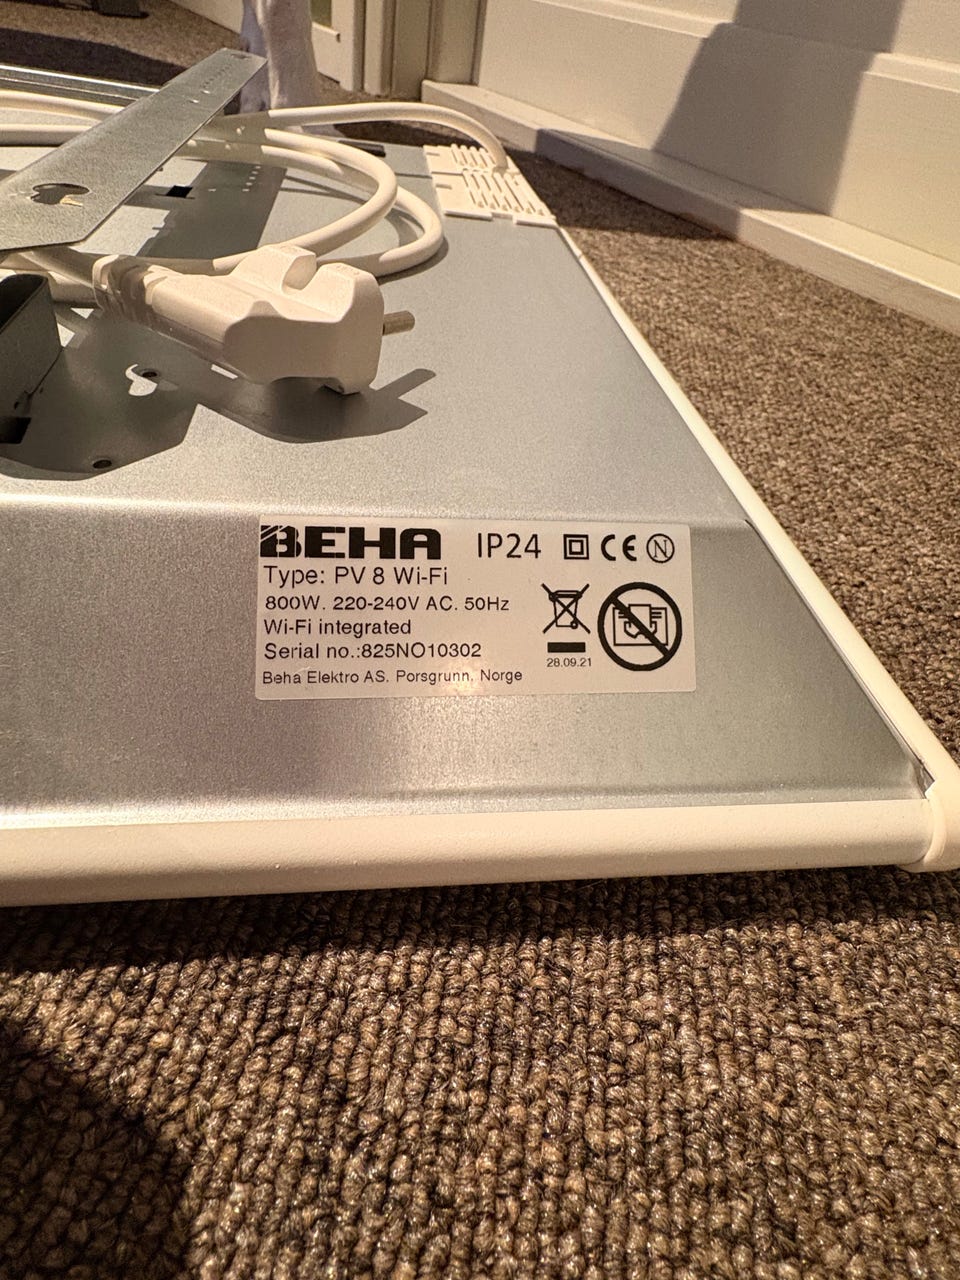 BEHA IP24 CE N
Type: PV 8 Wi-Fi
800W. 220-240V AC. 50Hz
Wi-Fi integrated
Serial no.:825NO10302
28.09.21
Beha Elektro AS. Porsgrunn, Norge